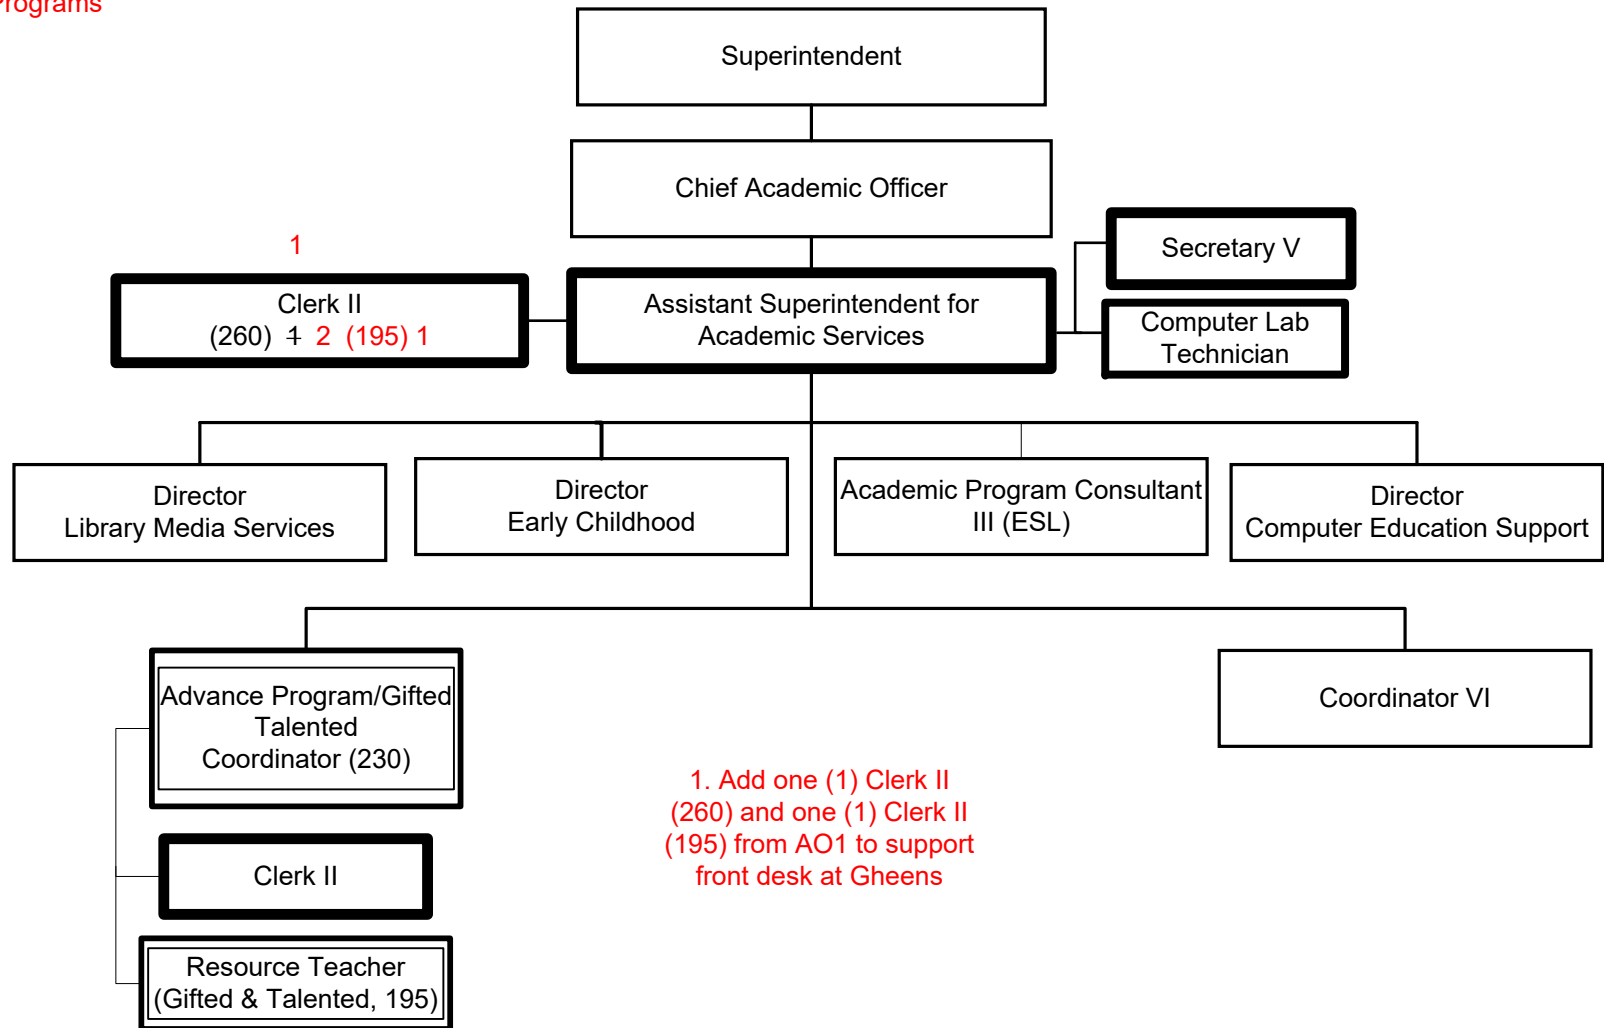 Programs
Superintendent
Chief Academic Officer
1
Secretary V
Clerk II
(260) 1 2 (195) 1
Assistant Superintendent for
Academic Services
Computer Lab
Technician
Director
Library Media Services
Director
Early Childhood
Academic Program Consultant
III (ESL)
Director
Computer Education Support
Advance Program/Gifted
Talented
Coordinator (230)
Coordinator VI
1. Add one (1) Clerk II
(260) and one (1) Clerk II
(195) from AO1 to support
front desk at Gheens
Clerk II
Resource Teacher
(Gifted & Talented, 195)